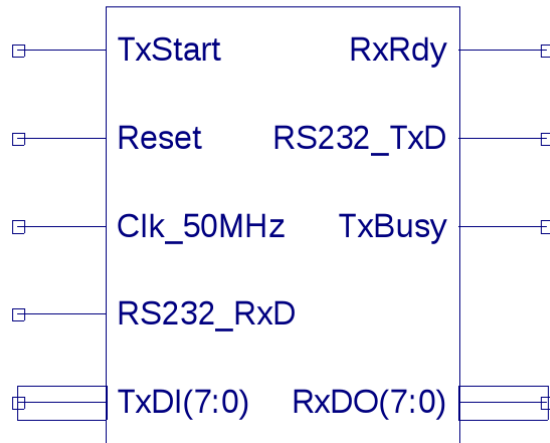 TxStart RxRdy
Reset RS232_TxD
Clk_50MHz TxBusy
RS232_RxD
TxDI(7:0) RxDO(7:0)